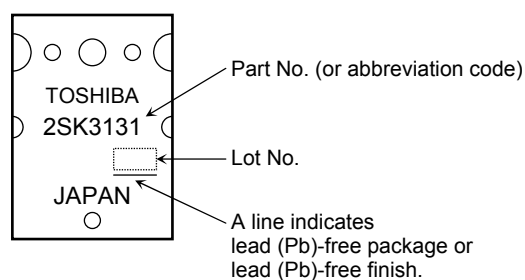 TOSHIBA
2SK3131
JAPAN
Part No. (or abbreviation code)
Lot No.
A line indicates
lead (Pb)-free package or
lead (Pb)-free finish.